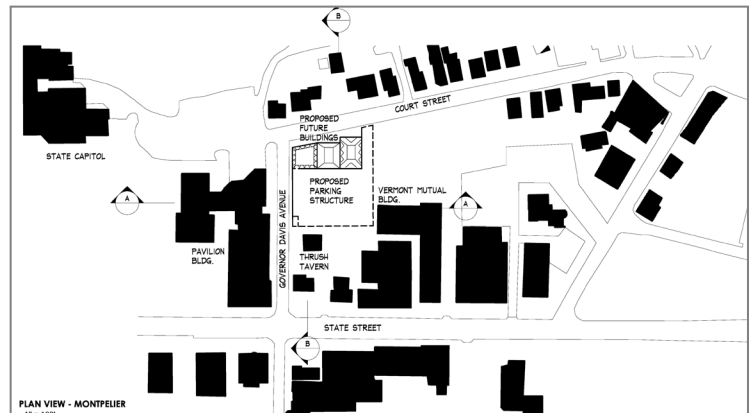 B
COURT STREET
PROPOSED
FUTURE
BUILDINGS
STATE CAPITOL
PROPOSED
PARKING
STRUCTURE
VERMONT MUTUAL
BLDG.
A
A
GOVERNOR DAVIS AVENUE
PAVILION
BLDG.
THRUSH
TAVERN
STATE STREET
B
PLAN VIEW - MONTPELIER